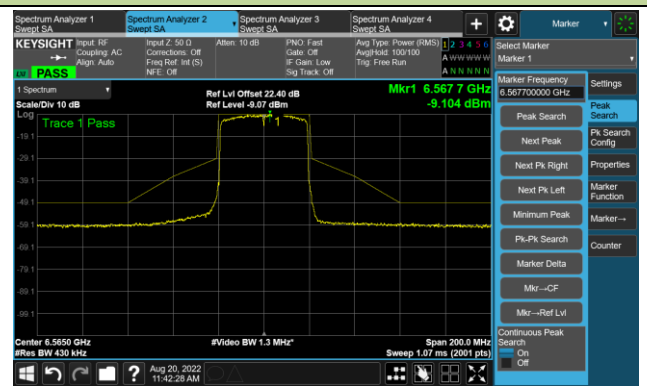 Spectrum Analyzer 1
Swept SA
Spectrum Analyzer 2
Swept SA
Spectrum Analyzer 3
Swept SA
Spectrum Analyzer 4
Swept SA
+
Marker
KEYSIGHT
Input: RF
Coupling: AC
Align: Auto
Input Z: 50 Ω
Corrections: Off
Freq Ref: Int (S)
NFE: Off
Atten: 10 dB
PNO: Fast
Gate: Off
IF Gain: Low
Sig Track: Off
Avg Type: Power (RMS)
Avg|Hold: 100/100
Trig: Free Run
1 2 3 4 5 6
A W W W W W
A N N N N N
LXI PASS
Select Marker
Marker 1
1 Spectrum
Scale/Div 10 dB
Ref Lvl Offset 22.40 dB
Ref Level -9.07 dBm
Mkr1 6.567 7 GHz
-9.104 dBm
Log
Trace 1 Pass
1
-19.1
-29.1
-39.1
-49.1
-59.1
-69.1
-79.1
-89.1
-99.1
Center 6.5650 GHz
#Res BW 430 kHz
#Video BW 1.3 MHz*
Span 200.0 MHz
Sweep 1.07 ms (2001 pts)
Marker Frequency
6.567700000 GHz
Peak Search
Next Peak
Next Pk Right
Next Pk Left
Minimum Peak
Pk-Pk Search
Marker Delta
Mkr→CF
Mkr→Ref Lvl
Continuous Peak
Search
On
Off
Settings
Peak
Search
Pk Search
Config
Properties
Marker
Function
Marker→
Counter
?
Aug 20, 2022
11:42:28 AM